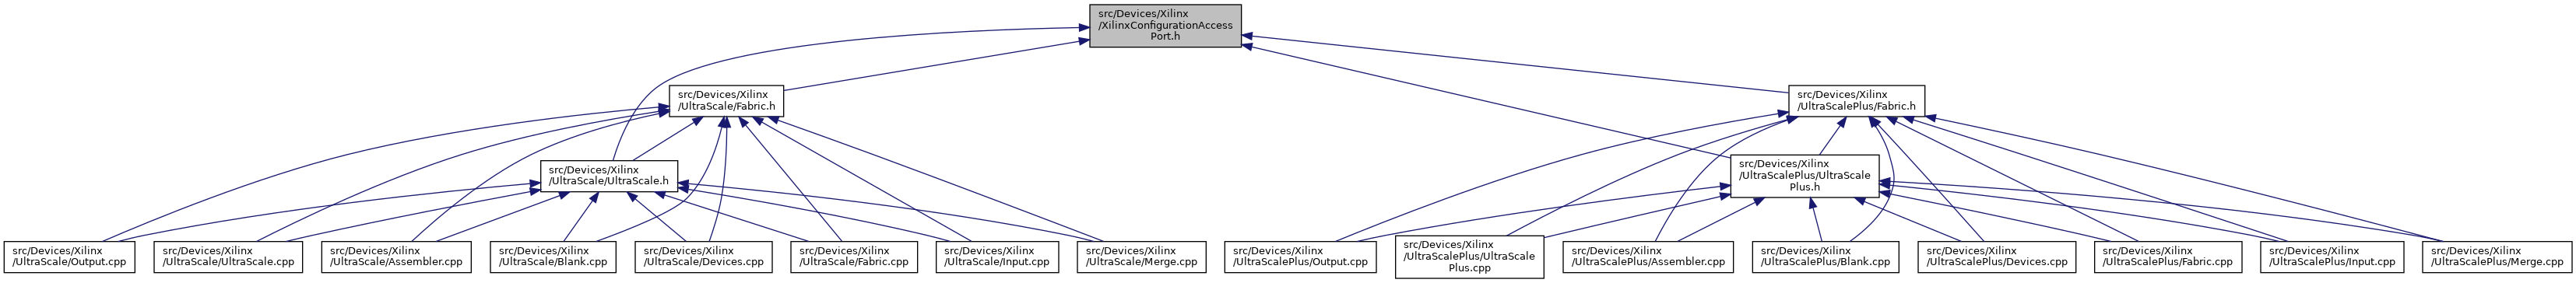 src/Devices/Xilinx
/XilinxConfigurationAccess
Port.h
src/Devices/Xilinx
/UltraScale/Fabric.h
src/Devices/Xilinx
/UltraScalePlus/Fabric.h
src/Devices/Xilinx
/UltraScale/UltraScale.h
src/Devices/Xilinx
/UltraScalePlus/UltraScale
Plus.h
src/Devices/Xilinx
/UltraScale/Output.cpp
src/Devices/Xilinx
/UltraScale/UltraScale.cpp
src/Devices/Xilinx
/UltraScale/Assembler.cpp
src/Devices/Xilinx
/UltraScale/Blank.cpp
src/Devices/Xilinx
/UltraScale/Devices.cpp
src/Devices/Xilinx
/UltraScale/Fabric.cpp
src/Devices/Xilinx
/UltraScale/Input.cpp
src/Devices/Xilinx
/UltraScale/Merge.cpp
src/Devices/Xilinx
/UltraScalePlus/Output.cpp
src/Devices/Xilinx
/UltraScalePlus/UltraScale
Plus.cpp
src/Devices/Xilinx
/UltraScalePlus/Assembler.cpp
src/Devices/Xilinx
/UltraScalePlus/Blank.cpp
src/Devices/Xilinx
/UltraScalePlus/Devices.cpp
src/Devices/Xilinx
/UltraScalePlus/Fabric.cpp
src/Devices/Xilinx
/UltraScalePlus/Input.cpp
src/Devices/Xilinx
/UltraScalePlus/Merge.cpp